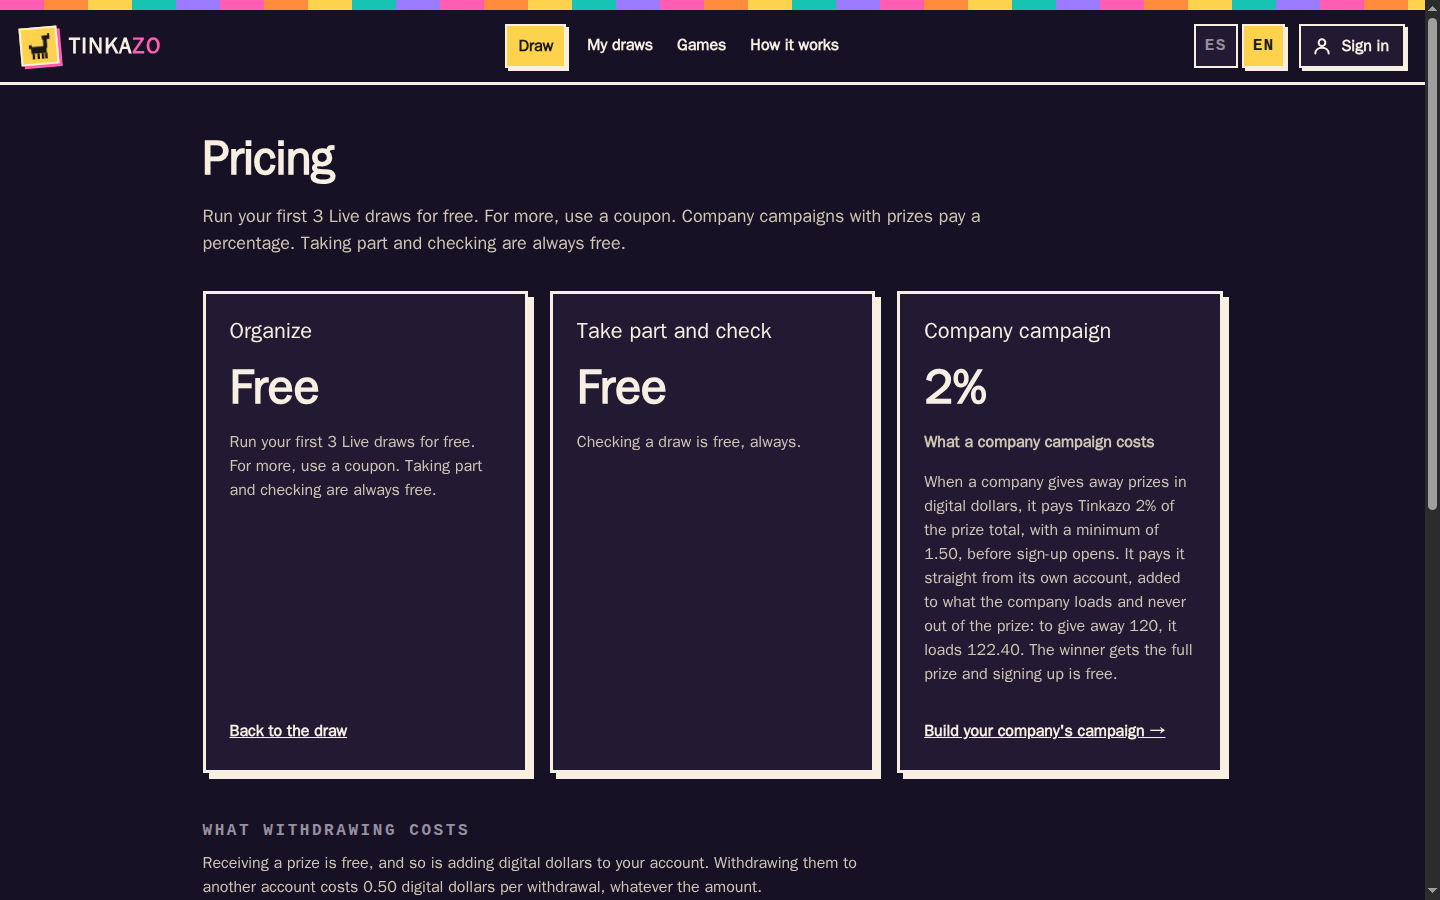 TINKAZO
Draw
My draws
Games
How it works
ES
EN
Sign in
Pricing
Run your first 3 Live draws for free. For more, use a coupon. Company campaigns with prizes pay a
percentage. Taking part and checking are always free.
Organize
Free
Run your first 3 Live draws for free.
For more, use a coupon. Taking part
and checking are always free.
Back to the draw
Take part and check
Free
Checking a draw is free, always.
Company campaign
2%
What a company campaign costs
When a company gives away prizes in
digital dollars, it pays Tinkazo 2% of
the prize total, with a minimum of
1.50, before sign-up opens. It pays it
straight from its own account, added
to what the company loads and never
out of the prize: to give away 120, it
loads 122.40. The winner gets the full
prize and signing up is free.
Build your company's campaign →
WHAT WITHDRAWING COSTS
Receiving a prize is free, and so is adding digital dollars to your account. Withdrawing them to
another account costs 0.50 digital dollars per withdrawal, whatever the amount.